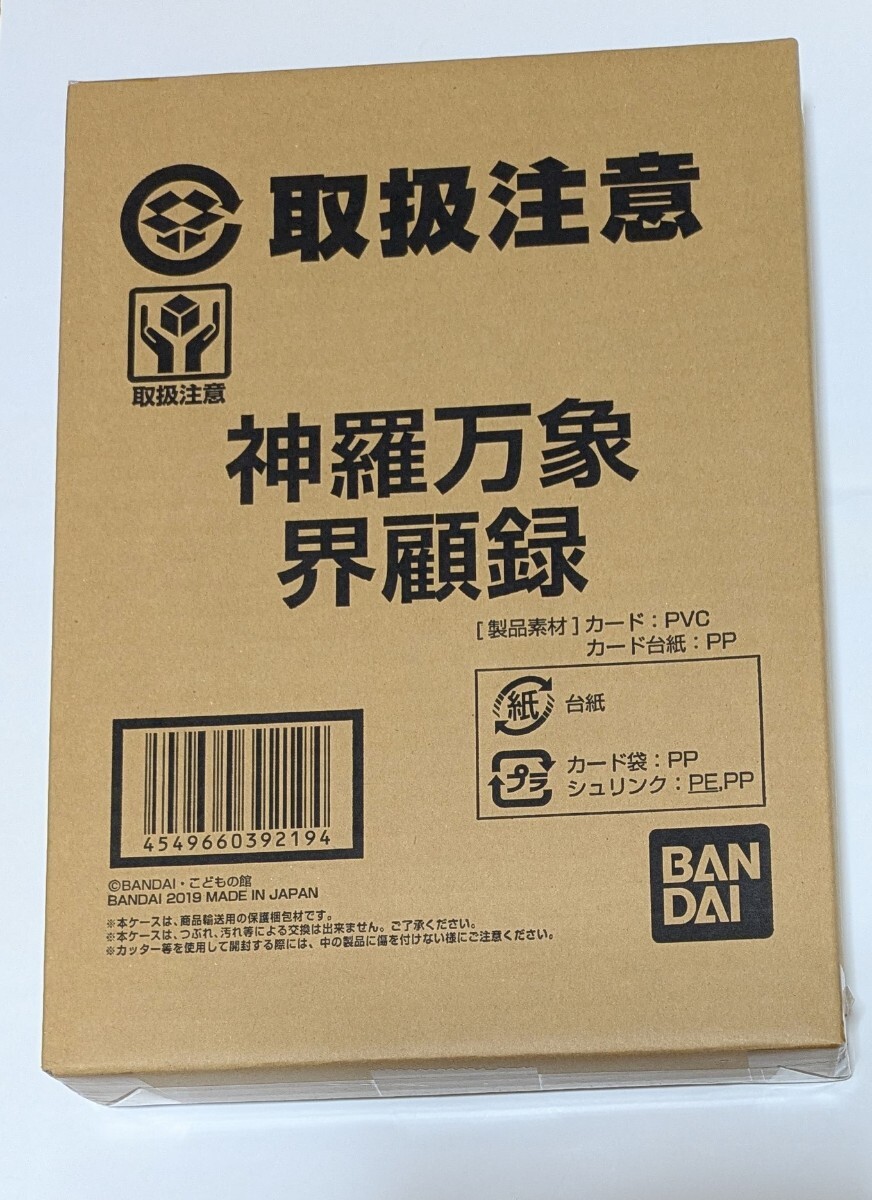 取扱注意
取扱注意
神羅万象
界顧録
[製品素材] カード：PVC
カード台紙：PP
紙 台紙
プラ カード袋：PP
シュリンク：PE,PP
4549660392194
©BANDAI・こどもの館
BANDAI 2019 MADE IN JAPAN
※本ケースは、商品輸送用の保護梱包材です。
※本ケースは、つぶれ、汚れ等による交換は出来ません。ご了承ください。
※カッター等を使用して開封する際には、中の製品に傷を付けない様にご注意ください。
BAN
DAI